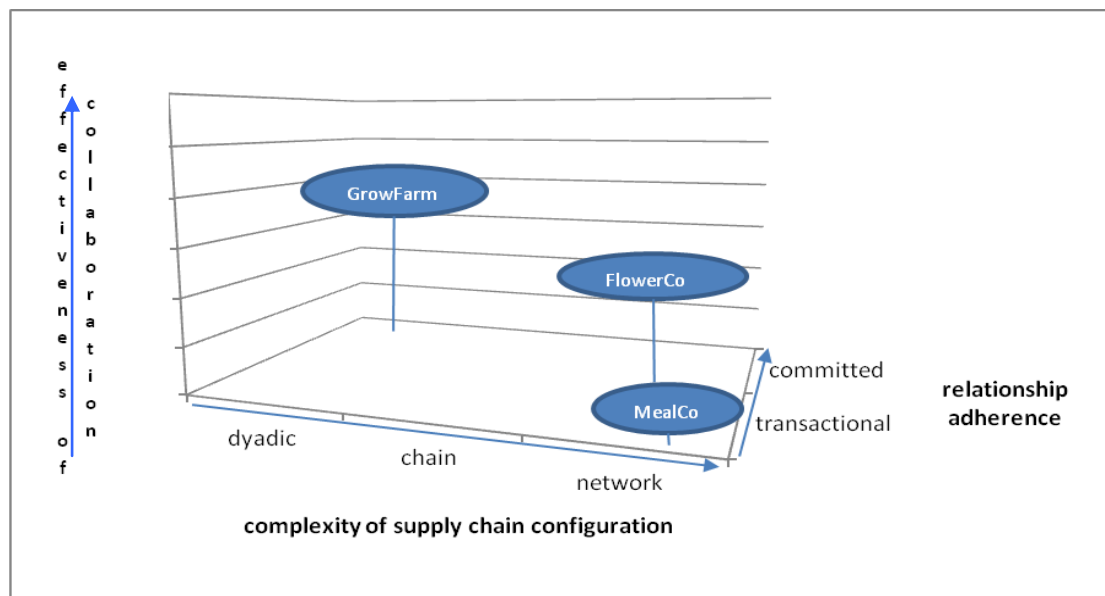 effectiveness of
collaboration
GrowFarm
FlowerCo
MealCo
committed
transactional
relationship
adherence
dyadic
chain
network
complexity of supply chain configuration